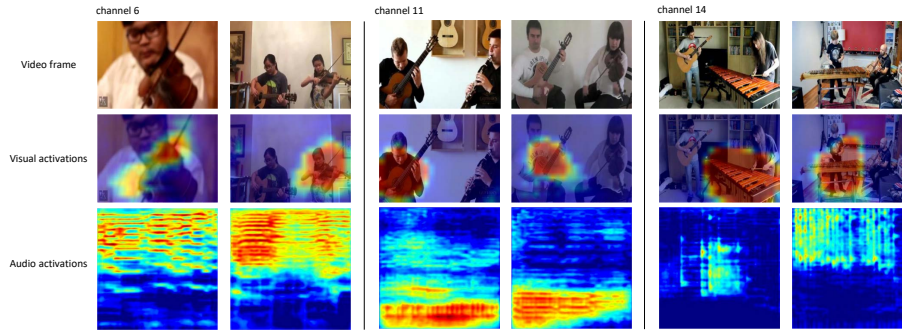 channel 6
channel 11
channel 14
Video frame
Visual activations
Audio activations